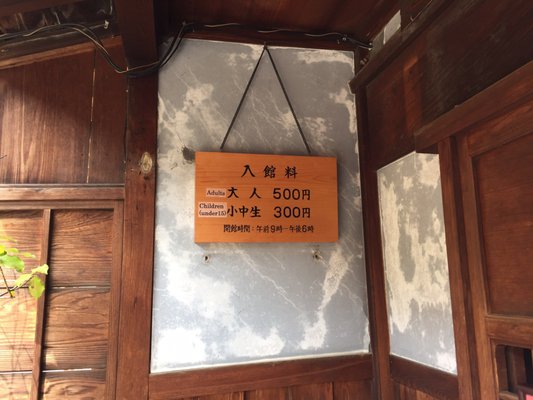 入館料
Adults 大人 500円
Children
(under15) 小中生 300円
開館時間：午前9時－午後6時